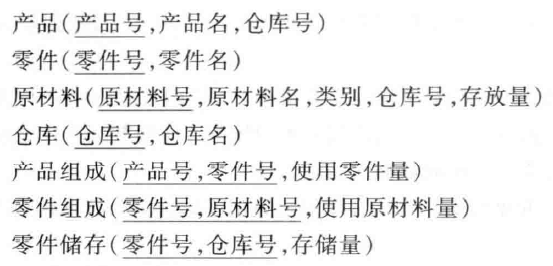 产品(产品号,产品名,仓库号)
零件(零件号,零件名)
原材料(原材料号,原材料名,类别,仓库号,存放量)
仓库(仓库号,仓库名)
产品组成(产品号,零件号,使用零件量)
零件组成(零件号,原材料号,使用原材料量)
零件储存(零件号,仓库号,存储量)